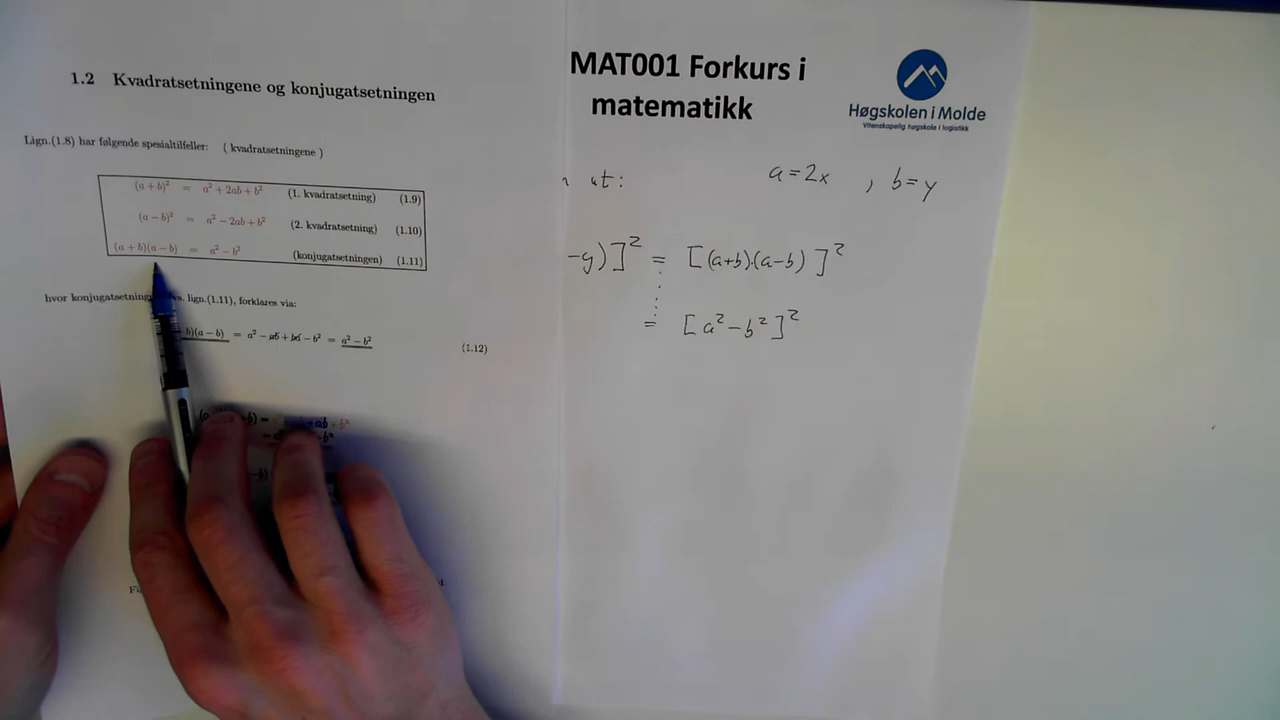 1.2 Kvadratsetningene og konjugatsetningen
Lign.(1.8) har følgende spesialtilfeller: ( kvadratsetningene )
(a + b)² = a² + 2ab + b² (1. kvadratsetning) (1.9)
(a − b)² = a² − 2ab + b² (2. kvadratsetning) (1.10)
(a + b)(a − b) = a² − b² (konjugatsetningen) (1.11)
hvor lign.(1.11), forklares via:
b)(a − b) = a² − ab + ba − b² = a² − b² (1.12)
MAT001 Forkurs i
matematikk
Høgskolen i Molde
Vitenskapelig høgskole i logistikk
ut: a = 2x , b = y
-y)]² = [(a+b)·(a-b)]²
= [a² - b²]²